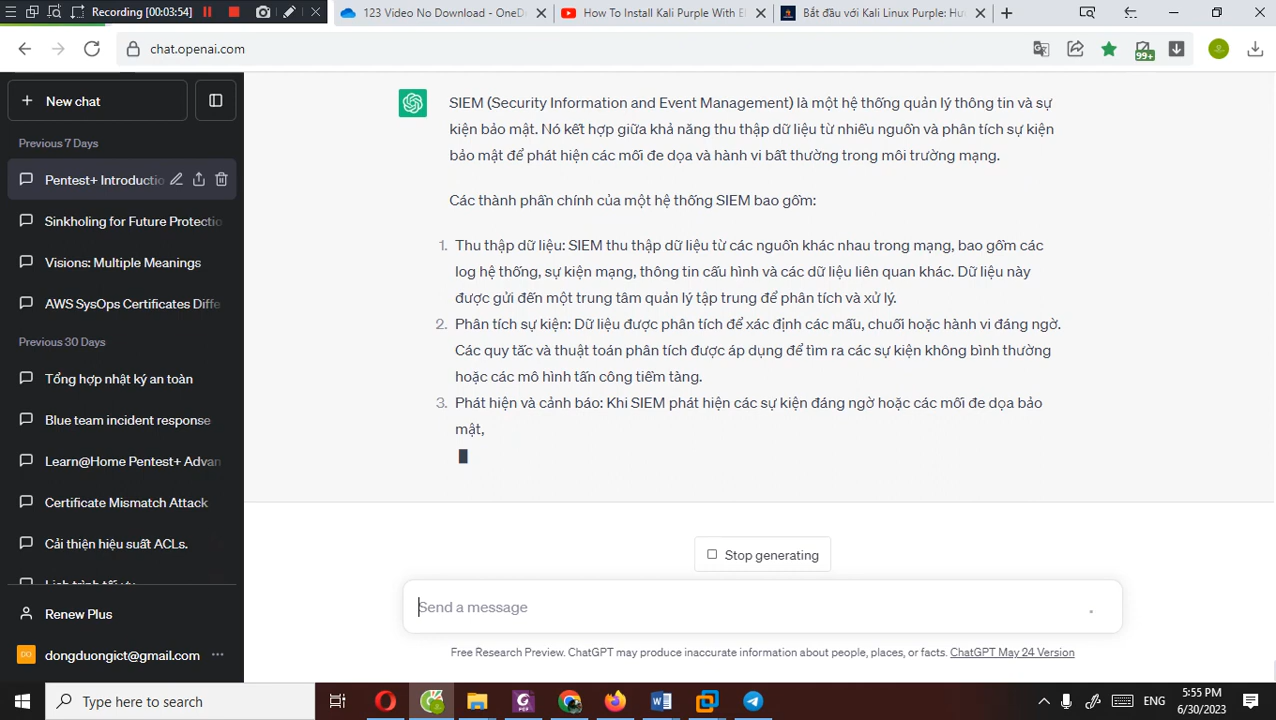 Recording [00:03:54]
123 Video No Download - OneD
How To Install Kali Purple With El
Bắt đầu với Kali Linux Purple: Hư
chat.openai.com
99+
New chat
Previous 7 Days
Pentest+ Introductio
Sinkholing for Future Protectio
Visions: Multiple Meanings
AWS SysOps Certificates Diffe
Previous 30 Days
Tổng hợp nhật ký an toàn
Blue team incident response
Learn@Home Pentest+ Advan
Certificate Mismatch Attack
Cải thiện hiệu suất ACLs.
Renew Plus
dongduongict@gmail.com
SIEM (Security Information and Event Management) là một hệ thống quản lý thông tin và sự
kiện bảo mật. Nó kết hợp giữa khả năng thu thập dữ liệu từ nhiều nguồn và phân tích sự kiện
bảo mật để phát hiện các mối đe dọa và hành vi bất thường trong môi trường mạng.
Các thành phần chính của một hệ thống SIEM bao gồm:
1. Thu thập dữ liệu: SIEM thu thập dữ liệu từ các nguồn khác nhau trong mạng, bao gồm các
log hệ thống, sự kiện mạng, thông tin cấu hình và các dữ liệu liên quan khác. Dữ liệu này
được gửi đến một trung tâm quản lý tập trung để phân tích và xử lý.
2. Phân tích sự kiện: Dữ liệu được phân tích để xác định các mẫu, chuỗi hoặc hành vi đáng ngờ.
Các quy tắc và thuật toán phân tích được áp dụng để tìm ra các sự kiện không bình thường
hoặc các mô hình tấn công tiềm tàng.
3. Phát hiện và cảnh báo: Khi SIEM phát hiện các sự kiện đáng ngờ hoặc các mối đe dọa bảo
mật,
Stop generating
Send a message
Free Research Preview. ChatGPT may produce inaccurate information about people, places, or facts. ChatGPT May 24 Version
Type here to search
ENG
5:55 PM
6/30/2023